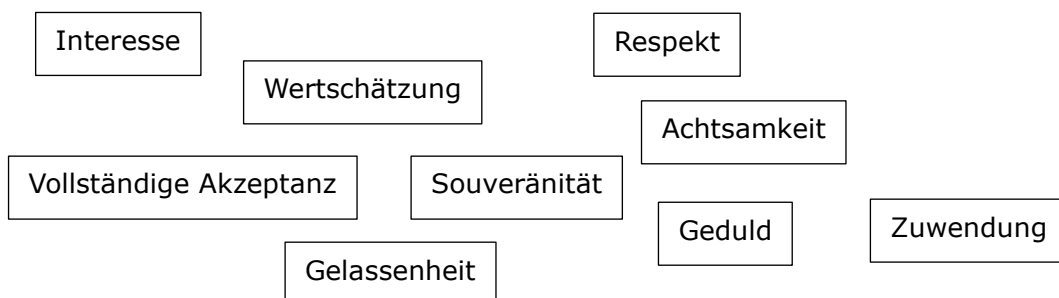 Interesse
Respekt
Wertschätzung
Achtsamkeit
Vollständige Akzeptanz
Souveränität
Geduld
Zuwendung
Gelassenheit